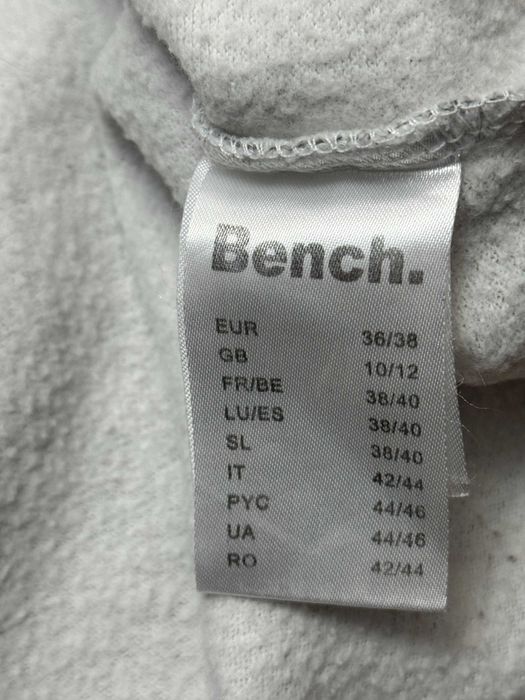 Bench.
EUR 36/38
GB 10/12
FR/BE 38/40
LU/ES 38/40
SL 38/40
IT 42/44
PYC 44/46
UA 44/46
RO 42/44